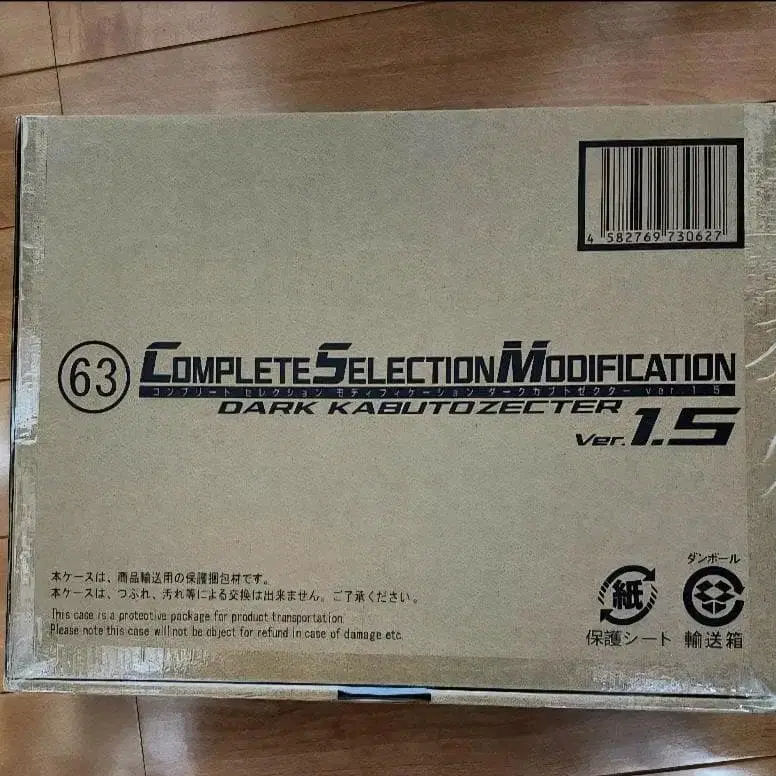 4 582769 730627
63 COMPLETE SELECTION MODIFICATION
コンプリート セレクション モディフィケーション ダークカブトゼクター ver.1.5
DARK KABUTOZECTER
Ver.1.5
本ケースは、商品輸送用の保護梱包材です。
本ケースは、つぶれ、汚れ等による交換は出来ません。ご了承ください。
This case is a protective package for product transportation.
Please note this case will not be object for refund in case of damage etc.
紙
保護シート
ダンボール
輸送箱